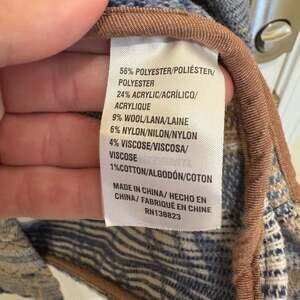 56% POLYESTER/POLIÉSTER/
POLYESTER
24% ACRYLIC/ACRÍLICO/
ACRYLIQUE
9% WOOL/LANA/LAINE
6% NYLON/NILON/NYLON
4% VISCOSE/VISCOSA/
VISCOSE
1%COTTON/ALGODÓN/COTON
MADE IN CHINA/ HECHO EN
CHINA/ FABRIQUÉ EN CHINE
RN138823